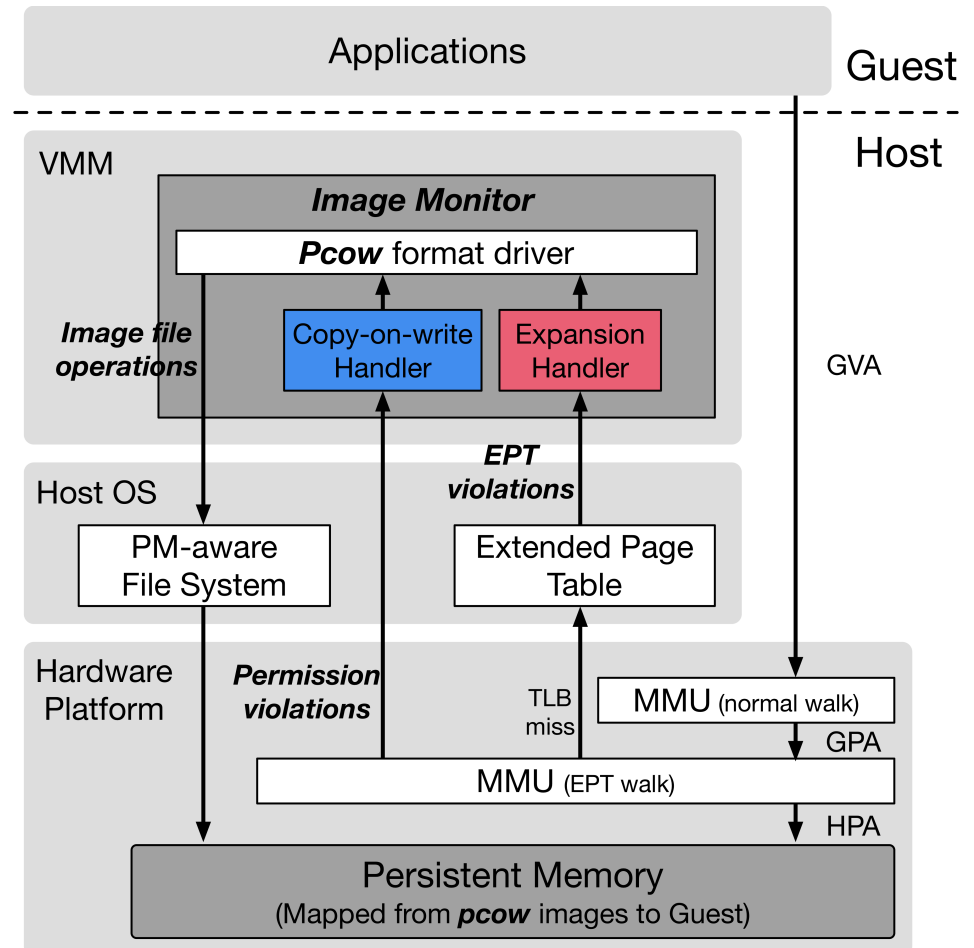 Applications
Guest
Host
VMM
Image Monitor
Pcow format driver
Image file
operations
Copy-on-write
Handler
Expansion
Handler
GVA
EPT
violations
Host OS
PM-aware
File System
Extended Page
Table
Hardware
Platform
Permission
violations
TLB
miss
MMU (normal walk)
GPA
MMU (EPT walk)
HPA
Persistent Memory
(Mapped from pcow images to Guest)